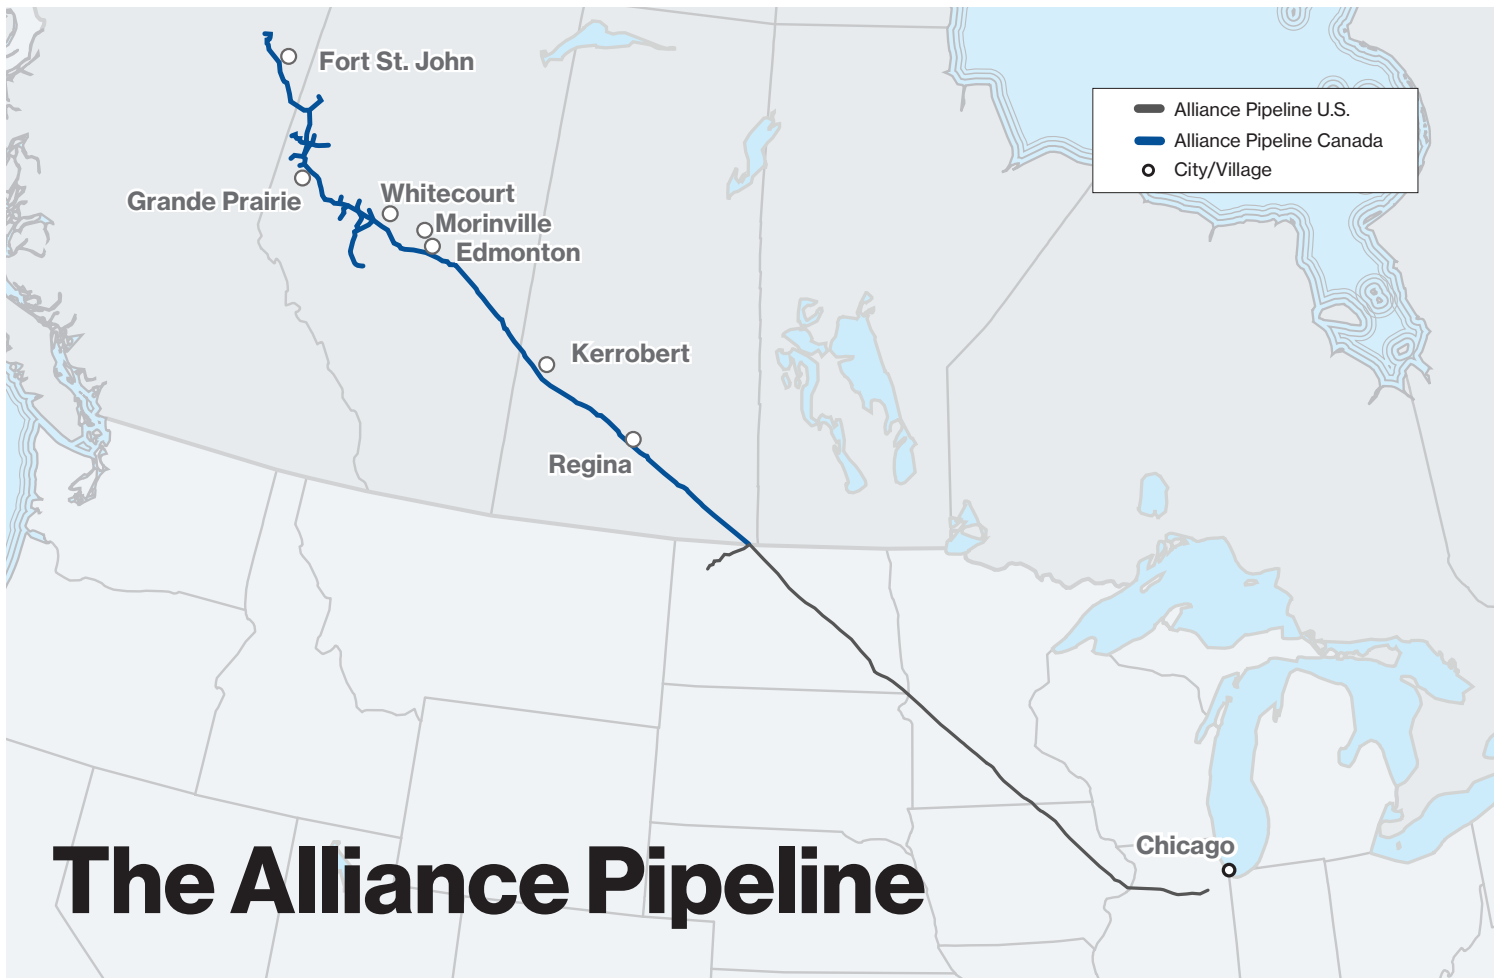 Fort St. John
Alliance Pipeline U.S.
Alliance Pipeline Canada
City/Village
Grande Prairie
Whitecourt
Morinville
Edmonton
Kerrobert
Regina
Chicago
The Alliance Pipeline